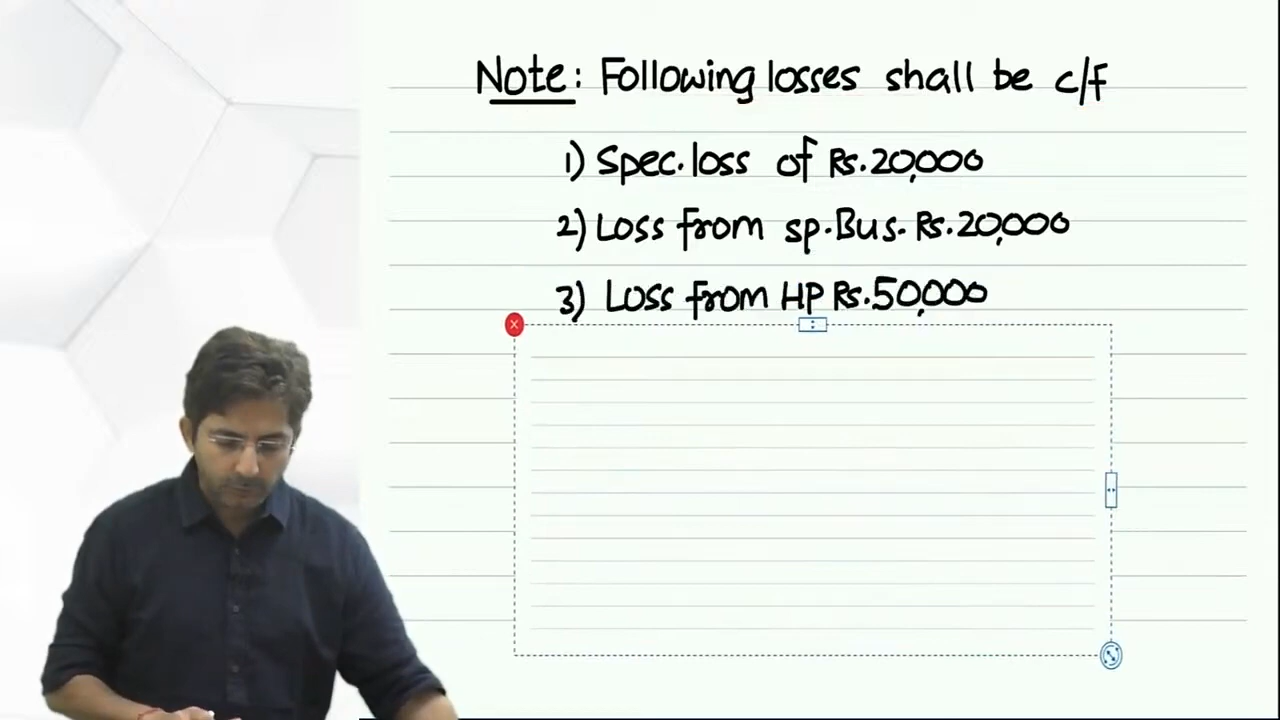 Note: Following losses shall be c/f
1) Spec. loss of Rs.20,000
2) Loss from sp.Bus. Rs.20,000
3) Loss from HP Rs.50,000